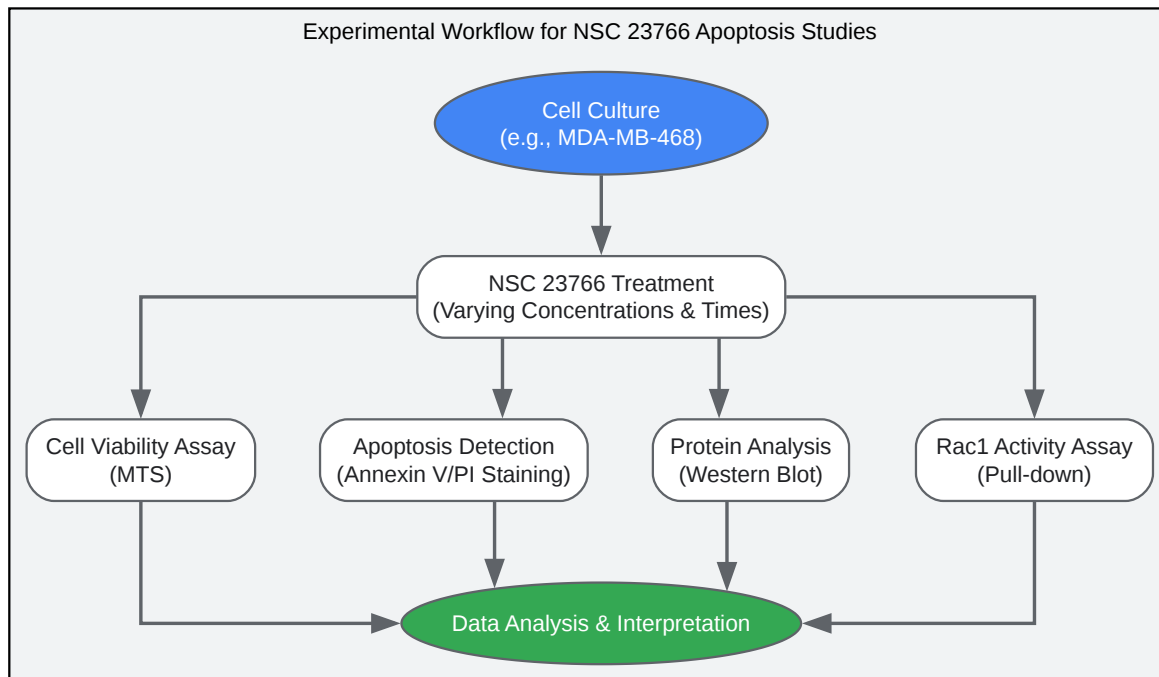 Experimental Workflow for NSC 23766 Apoptosis Studies
Cell Culture
(e.g., MDA-MB-468)
NSC 23766 Treatment
(Varying Concentrations & Times)
Cell Viability Assay
(MTS)
Apoptosis Detection
(Annexin V/PI Staining)
Protein Analysis
(Western Blot)
Rac1 Activity Assay
(Pull-down)
Data Analysis & Interpretation